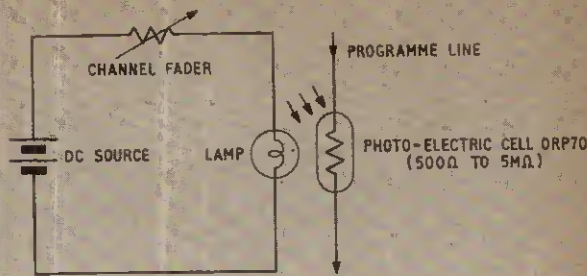 PROGRAMME LINE
CHANNEL FADER
DC SOURCE
LAMP
PHOTO-ELECTRIC CELL ORP70
(500Ω TO 5MΩ)